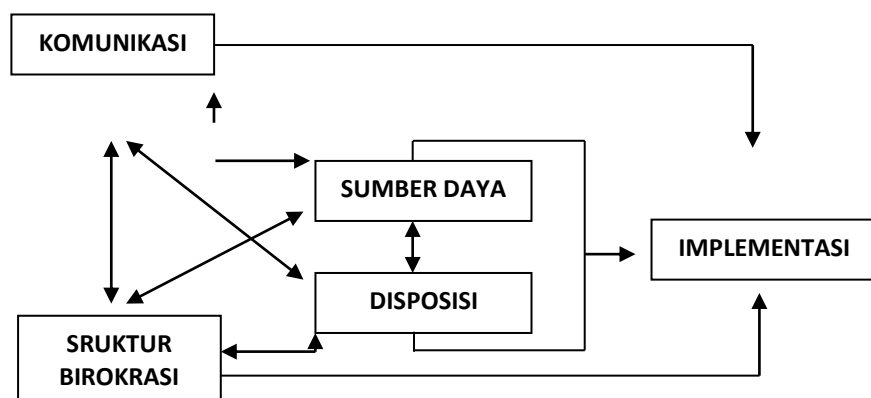 KOMUNIKASI
SUMBER DAYA
IMPLEMENTASI
DISPOSISI
SRUKTUR
BIROKRASI